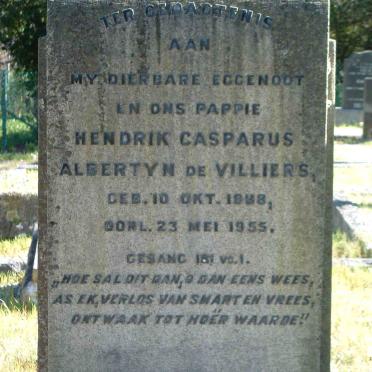 TER GEDAGTENIS
AAN
MY DIERBARE EGGENOOT
EN ONS PAPPIE
HENDRIK CASPARUS
ALBERTYN DE VILLIERS,
GEB. 10 OKT. 1888,
OORL. 23 MEI 1955.
GESANG 181 vs. 1.
„HOE SAL DIT DAN, O DAN EENS WEES,
AS EK, VERLOS VAN SMART EN VREES,
ONTWAAK TOT HOËR WAARDE!"